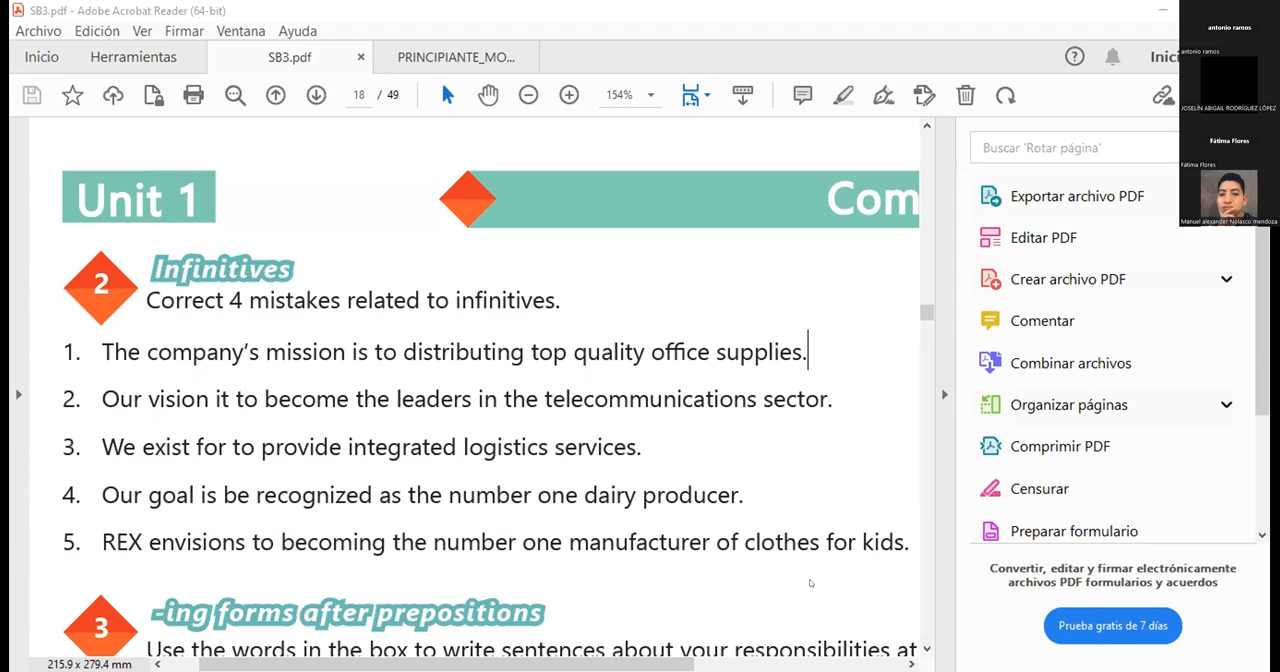 SB3.pdf - Adobe Acrobat Reader (64-bit)
Archivo Edición Ver Firmar Ventana Ayuda
Inicio Herramientas SB3.pdf × PRINCIPIANTE_MO...
18 / 49 154%
Inici
antonio ramos
antonio ramos
JOSELÍN ABIGAIL RODRÍGUEZ LÓPEZ
Fátima Flores
Fátima Flores
Manuel alexander Nolasco mendoza
Unit 1
Com
2
Infinitives
Correct 4 mistakes related to infinitives.
1. The company's mission is to distributing top quality office supplies.
2. Our vision it to become the leaders in the telecommunications sector.
3. We exist for to provide integrated logistics services.
4. Our goal is be recognized as the number one dairy producer.
5. REX envisions to becoming the number one manufacturer of clothes for kids.
3
-ing forms after prepositions
Use the words in the box to write sentences about your responsibilities at
215.9 x 279.4 mm
Buscar 'Rotar página'
Exportar archivo PDF
Editar PDF
Crear archivo PDF
Comentar
Combinar archivos
Organizar páginas
Comprimir PDF
Censurar
Preparar formulario
Convertir, editar y firmar electrónicamente
archivos PDF formularios y acuerdos
Prueba gratis de 7 días